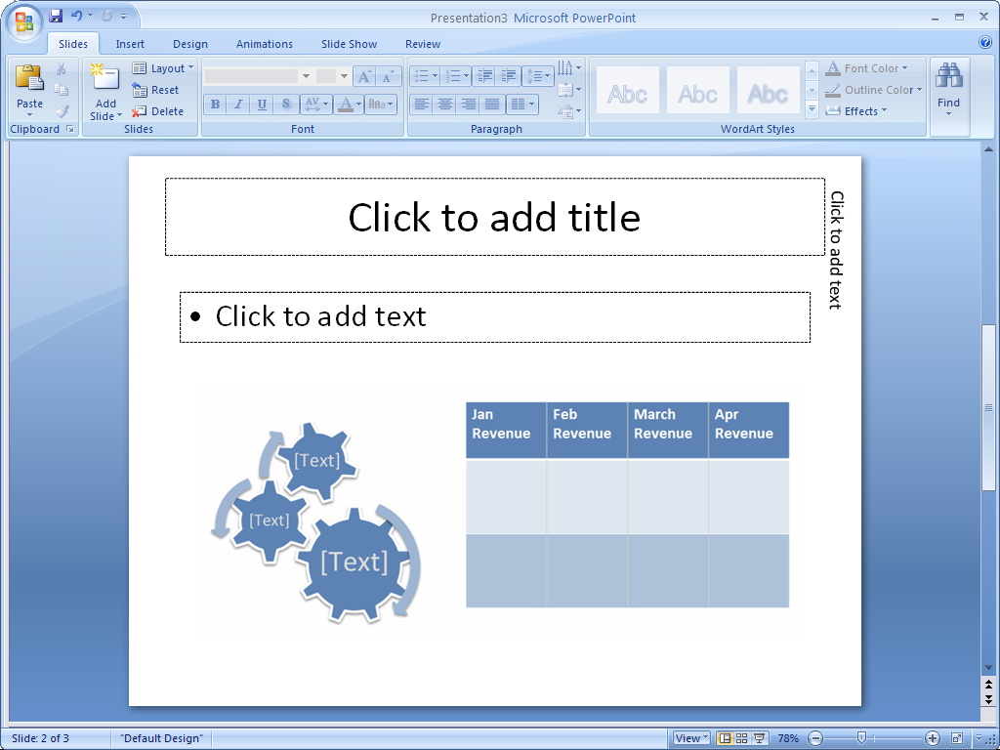 Presentation3 Microsoft PowerPoint
Slides Insert Design Animations Slide Show Review
Paste
Clipboard
Add
Slide
Layout
Reset
Delete
Slides
B I U S AV A Aa
A A
Font
Paragraph
Abc Abc Abc
Font Color
Outline Color
Effects
WordArt Styles
Find
Click to add title
Click to add text
• Click to add text
[Text]
[Text]
[Text]
Jan Revenue
Feb Revenue
March Revenue
Apr Revenue
Slide: 2 of 3
"Default Design"
View
78%